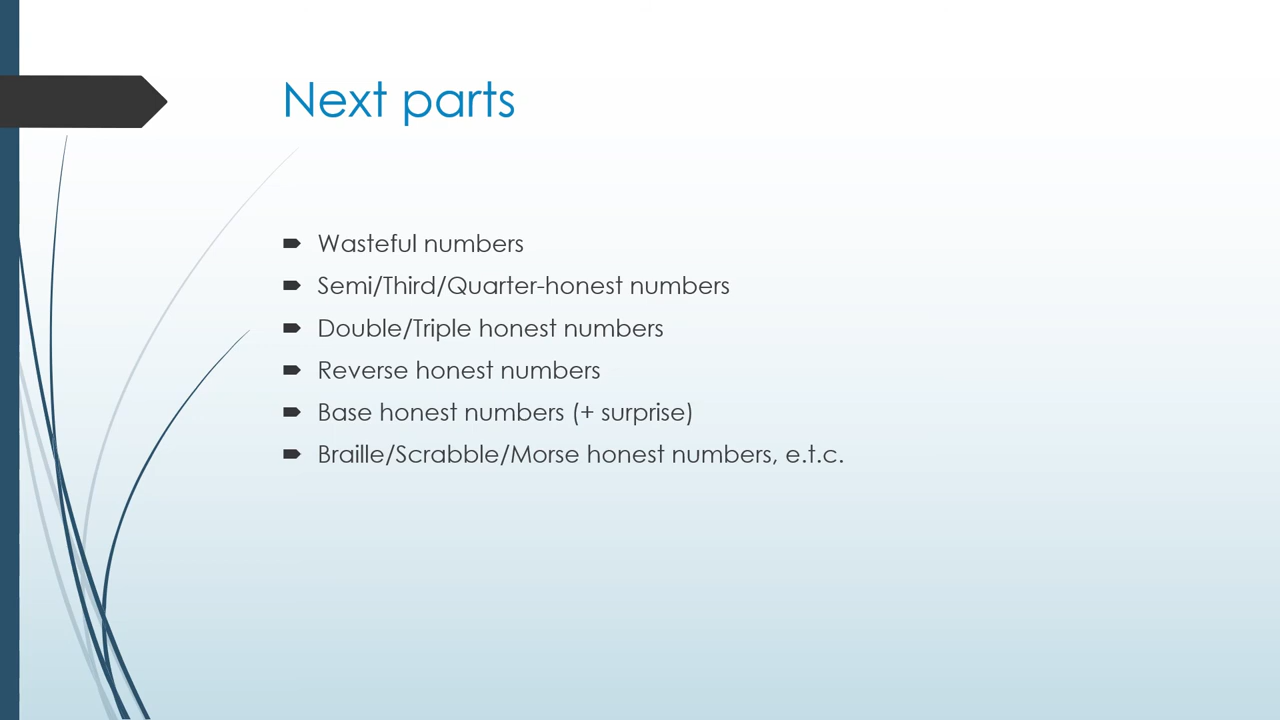 Next parts
Wasteful numbers
Semi/Third/Quarter-honest numbers
Double/Triple honest numbers
Reverse honest numbers
Base honest numbers (+ surprise)
Braille/Scrabble/Morse honest numbers, e.t.c.